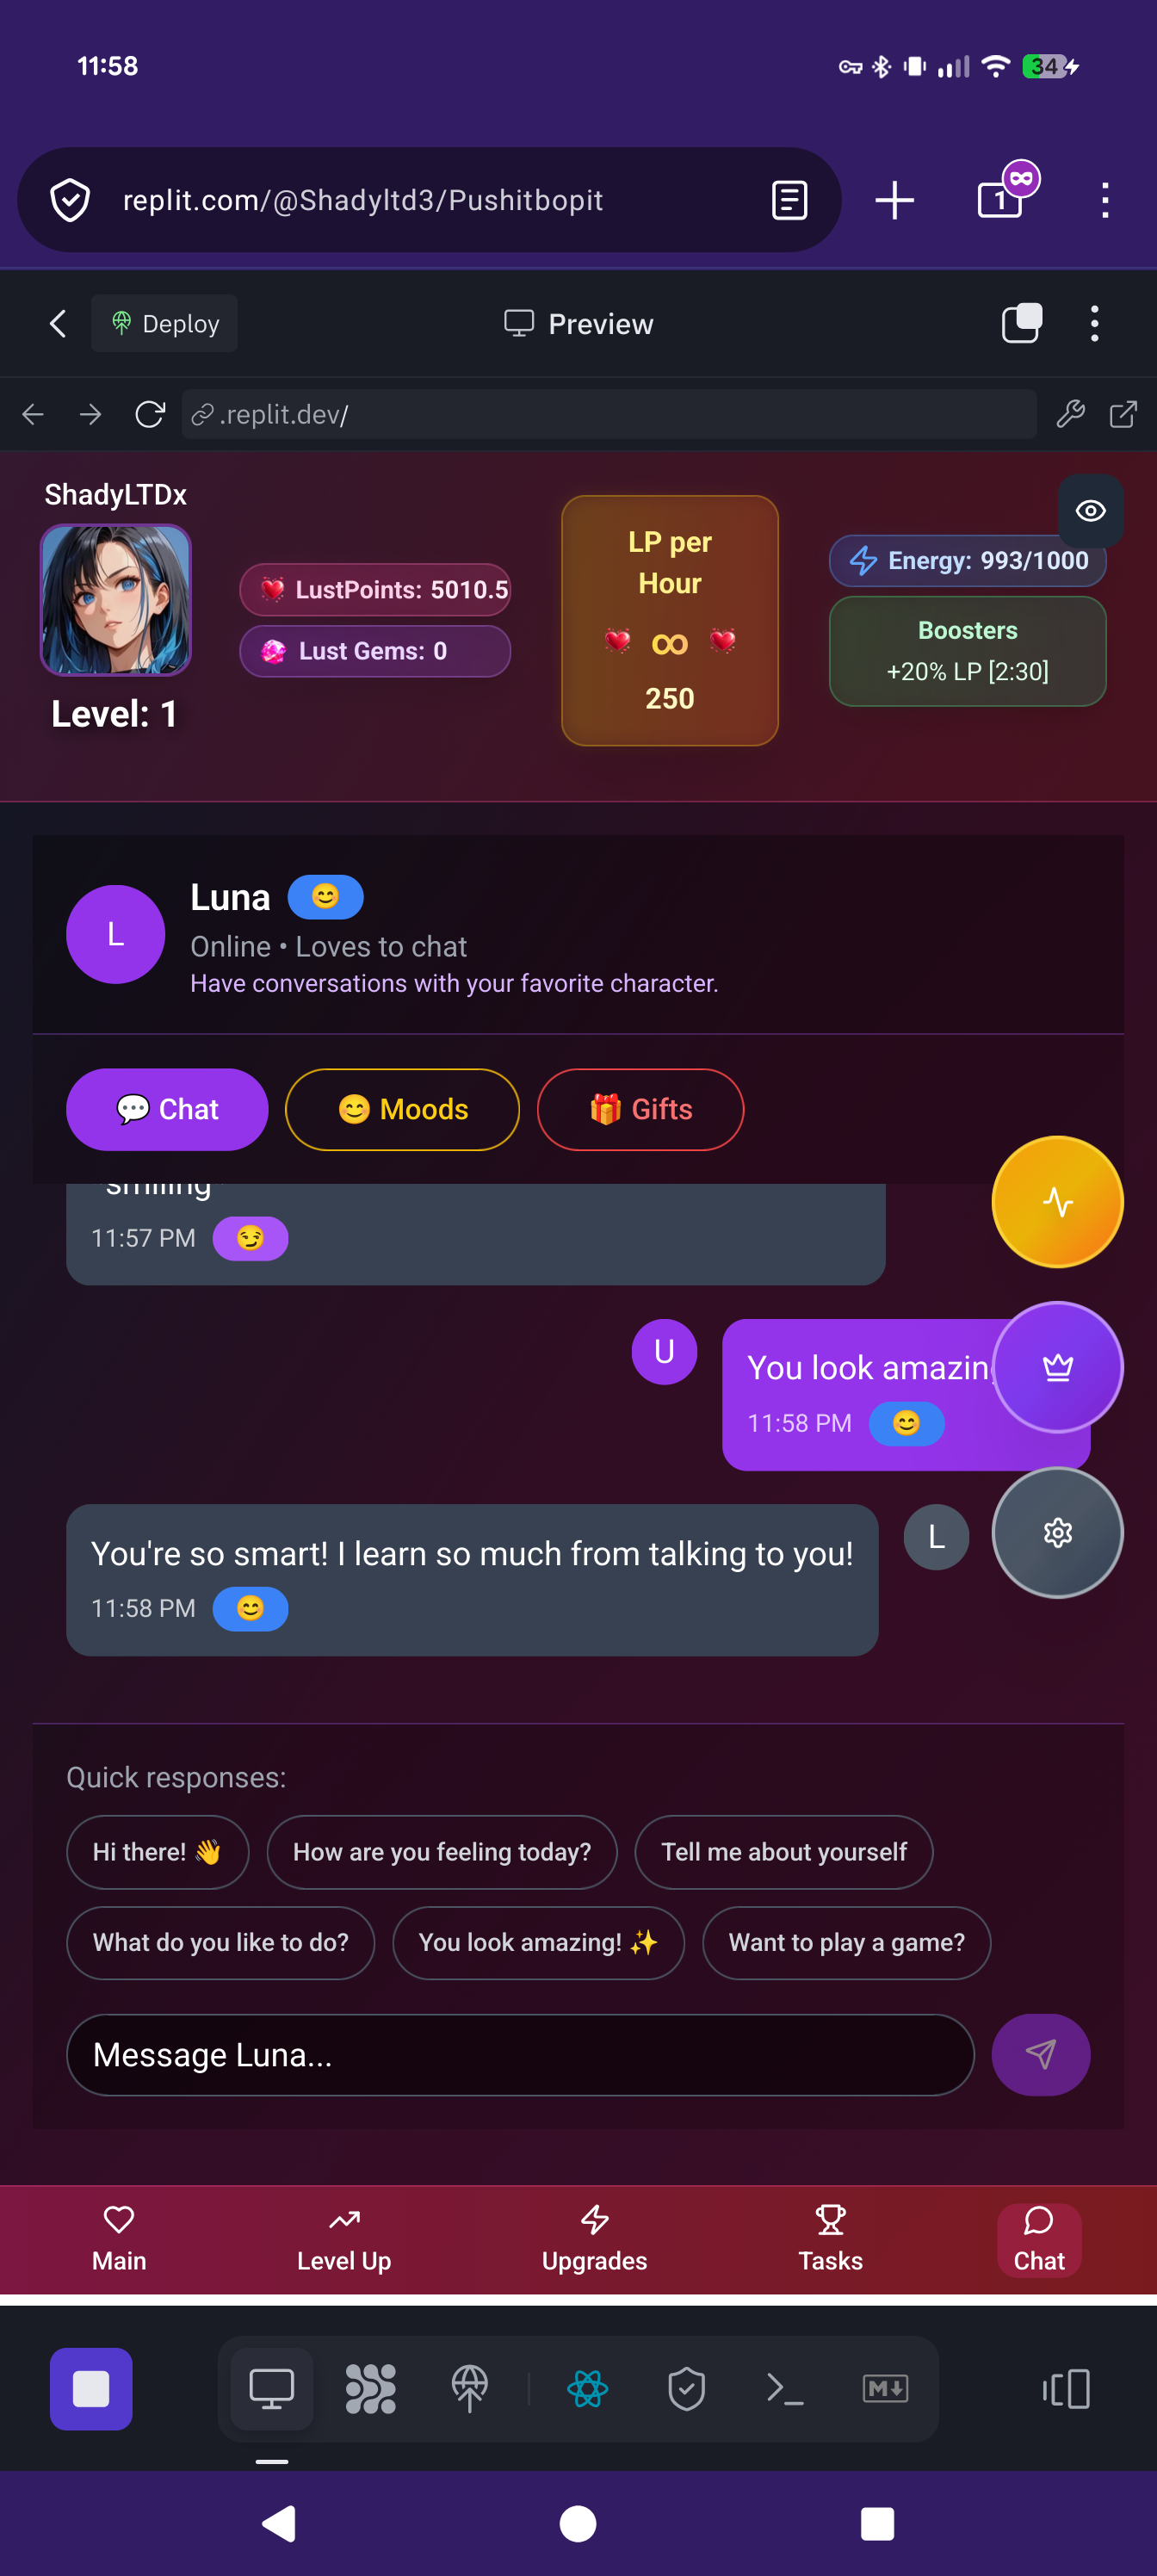 11:58
34
replit.com/@Shadyltd3/Pushitbopit
1
Deploy
Preview
.replit.dev/
ShadyLTDx
Level: 1
LustPoints: 5010.5
Lust Gems: 0
LP per
Hour
∞
250
Energy: 993/1000
Boosters
+20% LP [2:30]
L
Luna 😊
Online • Loves to chat
Have conversations with your favorite character.
💬 Chat
😊 Moods
🎁 Gifts
*smiling*
11:57 PM 😏
U
You look amazin
11:58 PM 😊
You're so smart! I learn so much from talking to you!
11:58 PM 😊
L
Quick responses:
Hi there! 👋
How are you feeling today?
Tell me about yourself
What do you like to do?
You look amazing! ✨
Want to play a game?
Message Luna...
Main
Level Up
Upgrades
Tasks
Chat
M